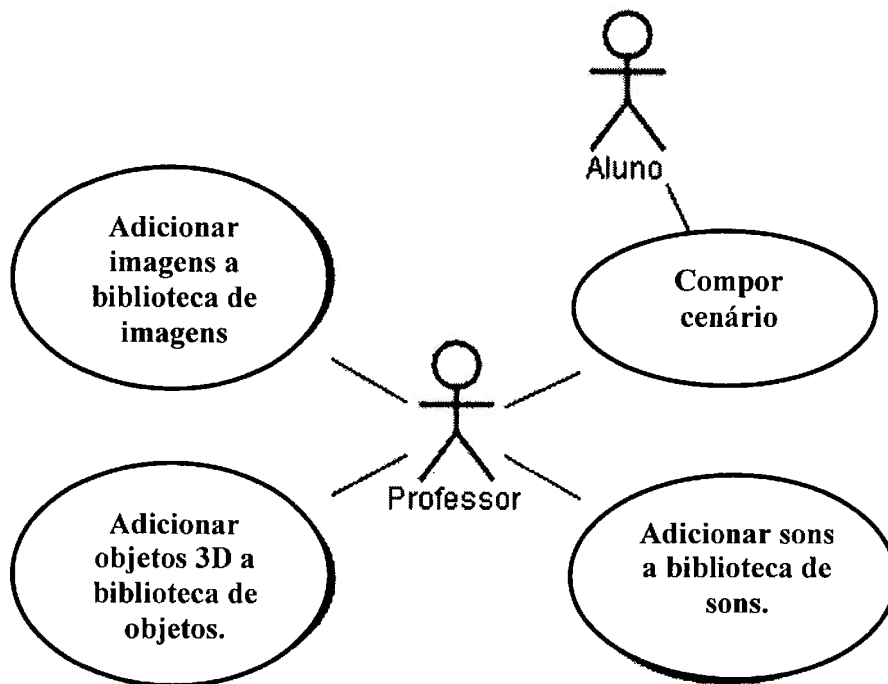 Aluno
Adicionar
imagens a
biblioteca de
imagens
Compor
cenário
Professor
Adicionar
objetos 3D a
biblioteca de
objetos.
Adicionar sons
a biblioteca de
sons.